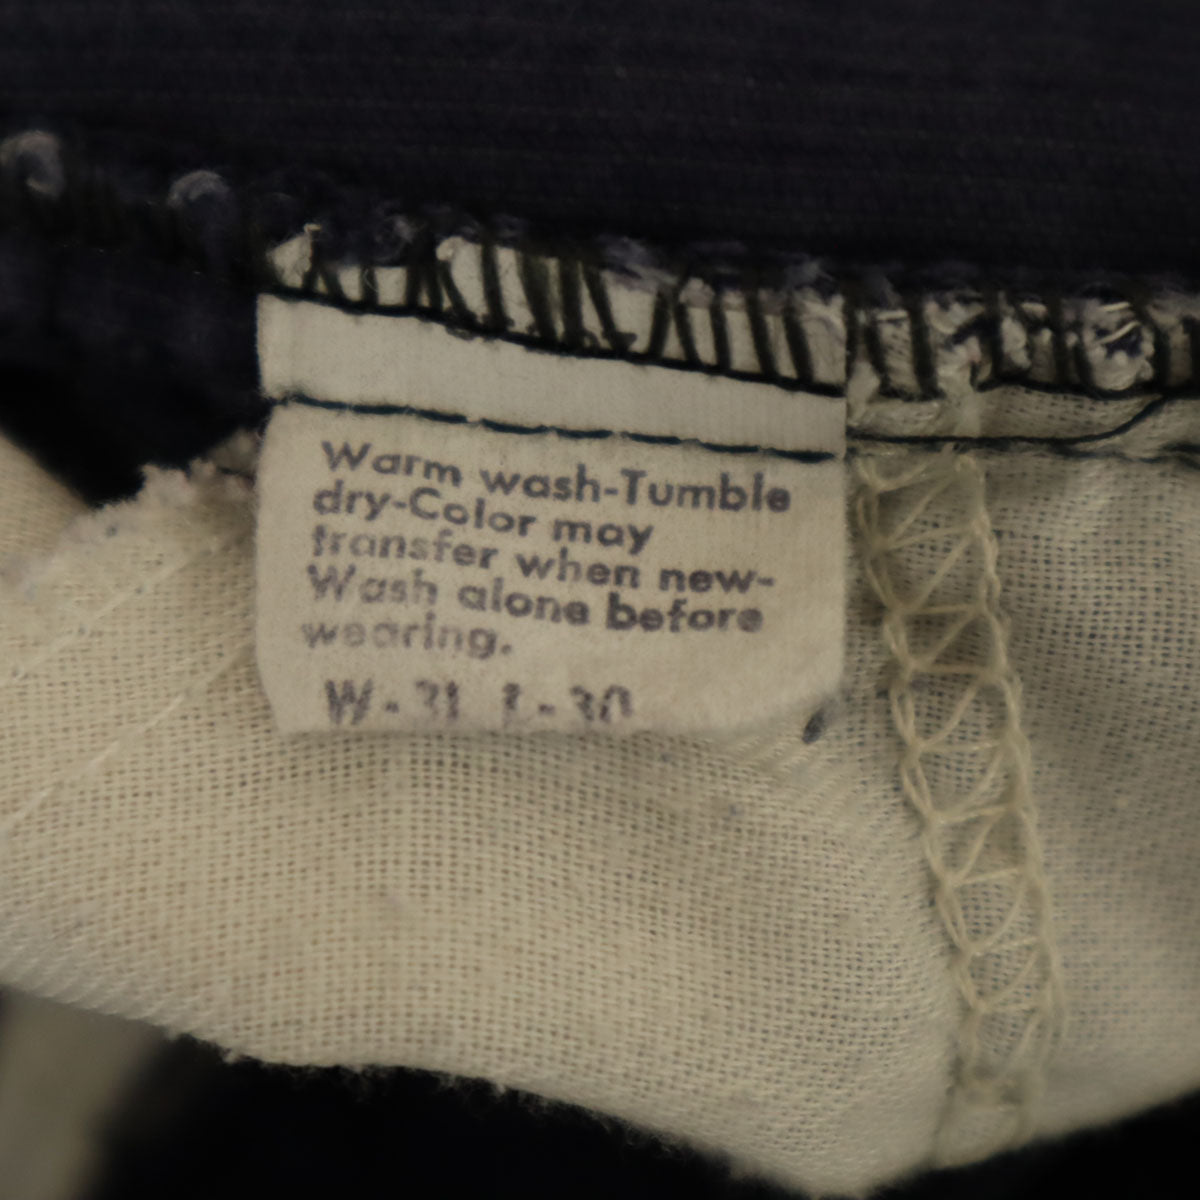 Warm wash-Tumble
dry-Color may
transfer when new-
Wash alone before
wearing.
W-31 L-30